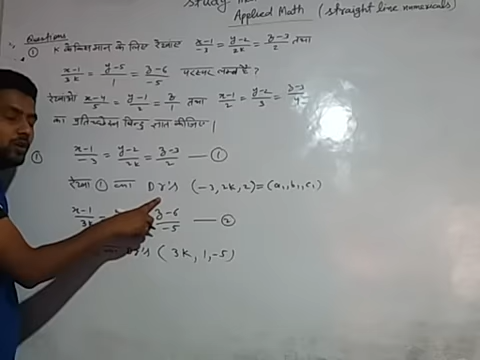 Applied Math (straight line numericals)
Questions
① K के किस मान के लिए रेखाएं x-1/-3 = y-2/2K = z-3/2 तथा
x-1/3K = y-5/1 = z-6/-5 परस्पर लम्ब है ?
रेखाओं x-4/5 = y-1/2 = z/1 तथा x-1/2 = y-2/3 = z-3/4
का प्रतिच्छेदन बिन्दु ज्ञात कीजिए |
① x-1/-3 = y-2/2K = z-3/2 — ①
रेखा ① का Dr's (-3, 2K, 2) = (a₁, b₁, c₁)
x-1/3K = z-6/-5 — ②
Dr's (3K, 1, -5)